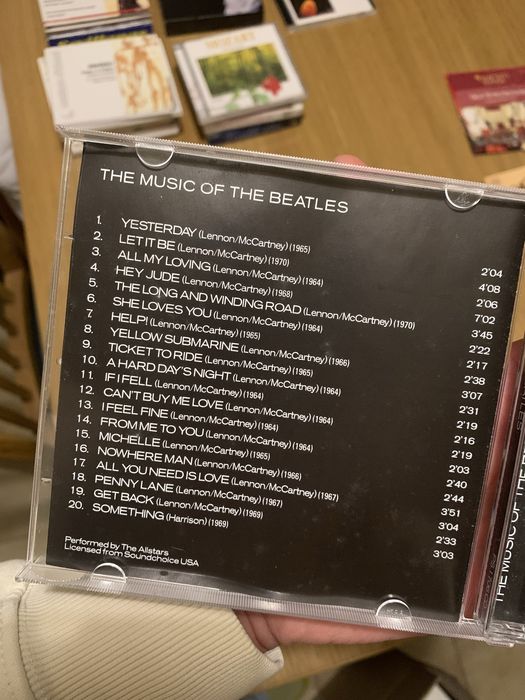 MOZART
THE MUSIC OF THE BEATLES
1. YESTERDAY (Lennon/McCartney) (1965) 2'04
2. LET IT BE (Lennon/McCartney) (1970) 4'08
3. ALL MY LOVING (Lennon/McCartney) (1964) 2'06
4. HEY JUDE (Lennon/McCartney) (1968) 7'02
5. THE LONG AND WINDING ROAD (Lennon/McCartney) (1970) 3'45
6. SHE LOVES YOU (Lennon/McCartney) (1964) 2'22
7 HELP! (Lennon/McCartney) (1965) 2'17
8. YELLOW SUBMARINE (Lennon/McCartney) (1966) 2'38
9. TICKET TO RIDE (Lennon/McCartney) (1965) 3'07
10. A HARD DAY'S NIGHT (Lennon/McCartney) (1964) 2'31
11. IF I FELL (Lennon/McCartney) (1964) 2'19
12. CAN'T BUY ME LOVE (Lennon/McCartney) (1964) 2'16
13. I FEEL FINE (Lennon/McCartney) (1964) 2'19
14. FROM ME TO YOU (Lennon/McCartney) (1964) 2'03
15. MICHELLE (Lennon/McCartney) (1965) 2'40
16. NOWHERE MAN (Lennon/McCartney) (1966) 2'44
17 ALL YOU NEED IS LOVE (Lennon/McCartney) (1967) 3'51
18. PENNY LANE (Lennon/McCartney) (1967) 3'04
19. GET BACK (Lennon/McCartney) (1969) 2'33
20. SOMETHING (Harrison) (1969) 3'03
Performed by The Allstars
Licensed from Soundchoice USA
THE MUSIC OF THE